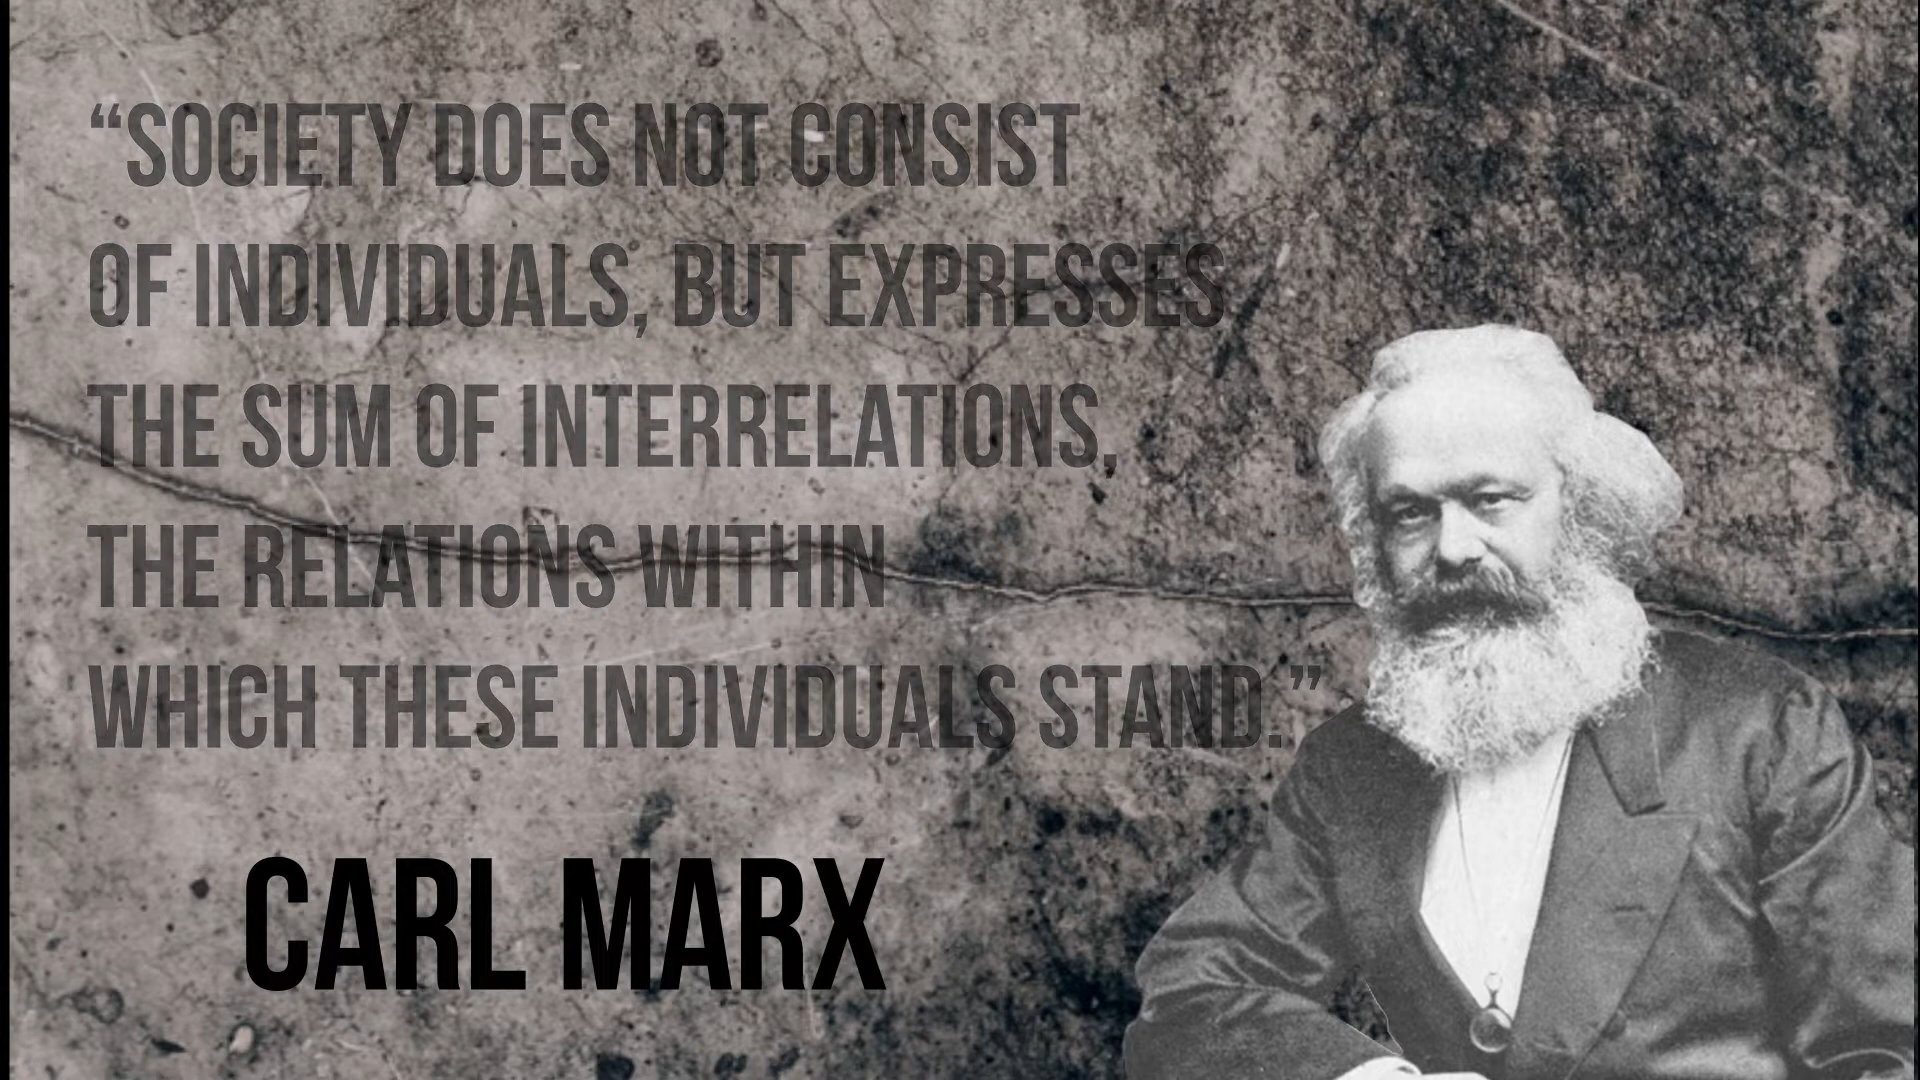 “SOCIETY DOES NOT CONSIST
OF INDIVIDUALS, BUT EXPRESSES
THE SUM OF INTERRELATIONS,
THE RELATIONS WITHIN
WHICH THESE INDIVIDUALS STAND.”
CARL MARX